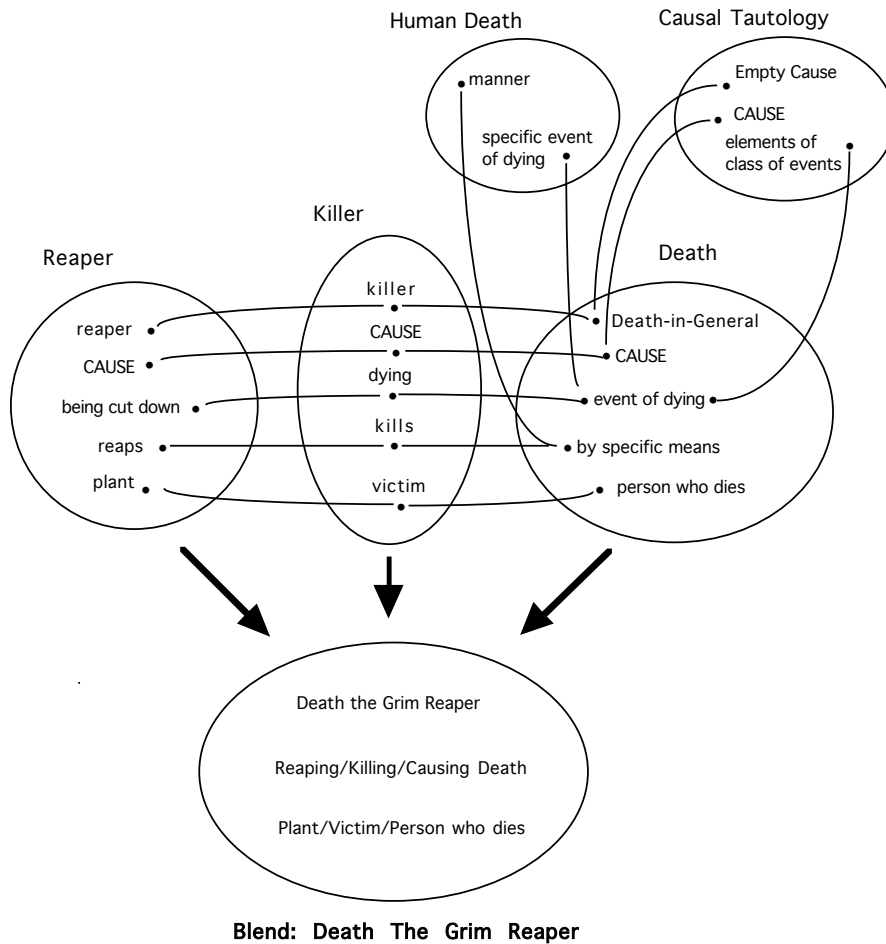 Human Death
Causal Tautology
manner
specific event
of dying
Empty Cause
CAUSE
elements of
class of events
Reaper
Killer
Death
reaper
CAUSE
being cut down
reaps
plant
killer
CAUSE
dying
kills
victim
Death-in-General
CAUSE
event of dying
by specific means
person who dies
Death the Grim Reaper
Reaping/Killing/Causing Death
Plant/Victim/Person who dies
Blend: Death The Grim Reaper